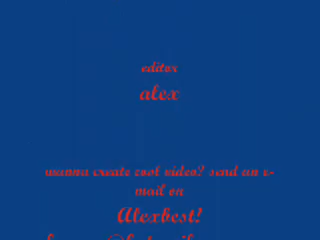 editor
alex
wanna create cool video? send an e-
mail on
Alexbest?